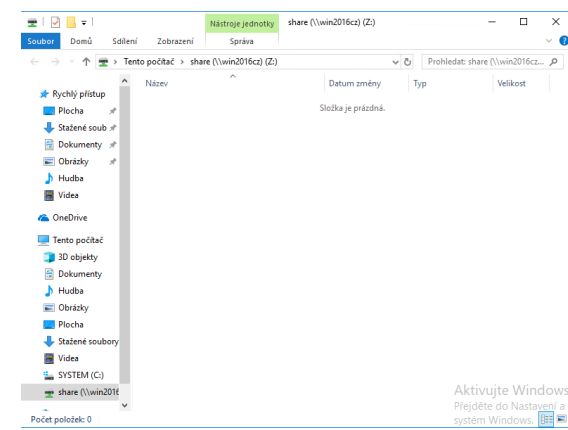 Nástroje jednotky share (\\win2016cz) (Z:)
Soubor Domů Sdílení Zobrazení Správa
Tento počítač > share (\\win2016cz) (Z:) Prohledat: share (\\win2016cz...
Název Datum změny Typ Velikost
Složka je prázdná.
Rychlý přístup
Plocha
Stažené soub
Dokumenty
Obrázky
Hudba
Videa
OneDrive
Tento počítač
3D objekty
Dokumenty
Hudba
Obrázky
Plocha
Stažené soubory
Videa
SYSTEM (C:)
share (\\win2016
Počet položek: 0
Aktivujte Windows
Přejděte do Nastavení a
systém Windows.